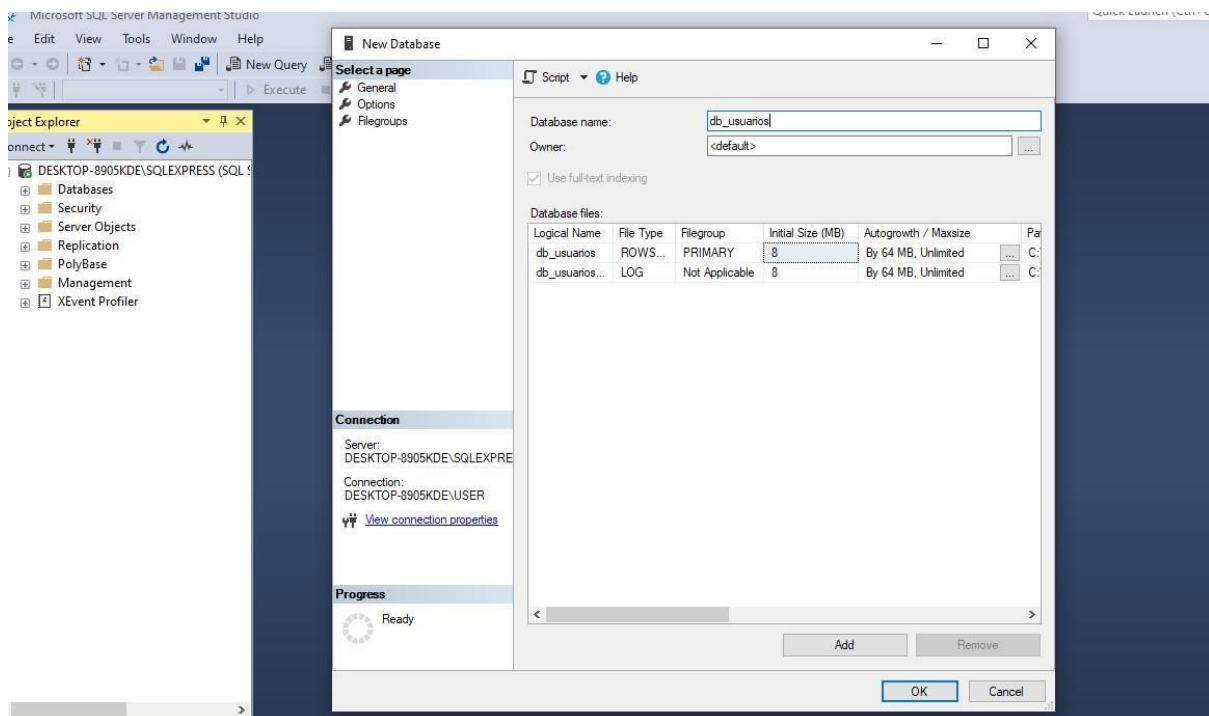 Microsoft SQL Server Management Studio
Edit View Tools Window Help
New Query
Execute
Object Explorer
onnect
DESKTOP-8905KDE\SQLEXPRESS (SQL S
Databases
Security
Server Objects
Replication
PolyBase
Management
XEvent Profiler
New Database
Select a page
General
Options
Filegroups
Script Help
Database name: db_usuarios
Owner: <default> ...
Use full-text indexing
Database files:
Logical Name File Type Filegroup Initial Size (MB) Autogrowth / Maxsize Pa
db_usuarios ROWS... PRIMARY 8 By 64 MB, Unlimited ... C:
db_usuarios... LOG Not Applicable 8 By 64 MB, Unlimited ... C:
Connection
Server:
DESKTOP-8905KDE\SQLEXPRE
Connection:
DESKTOP-8905KDE\USER
View connection properties
Progress
Ready
Add Remove
OK Cancel